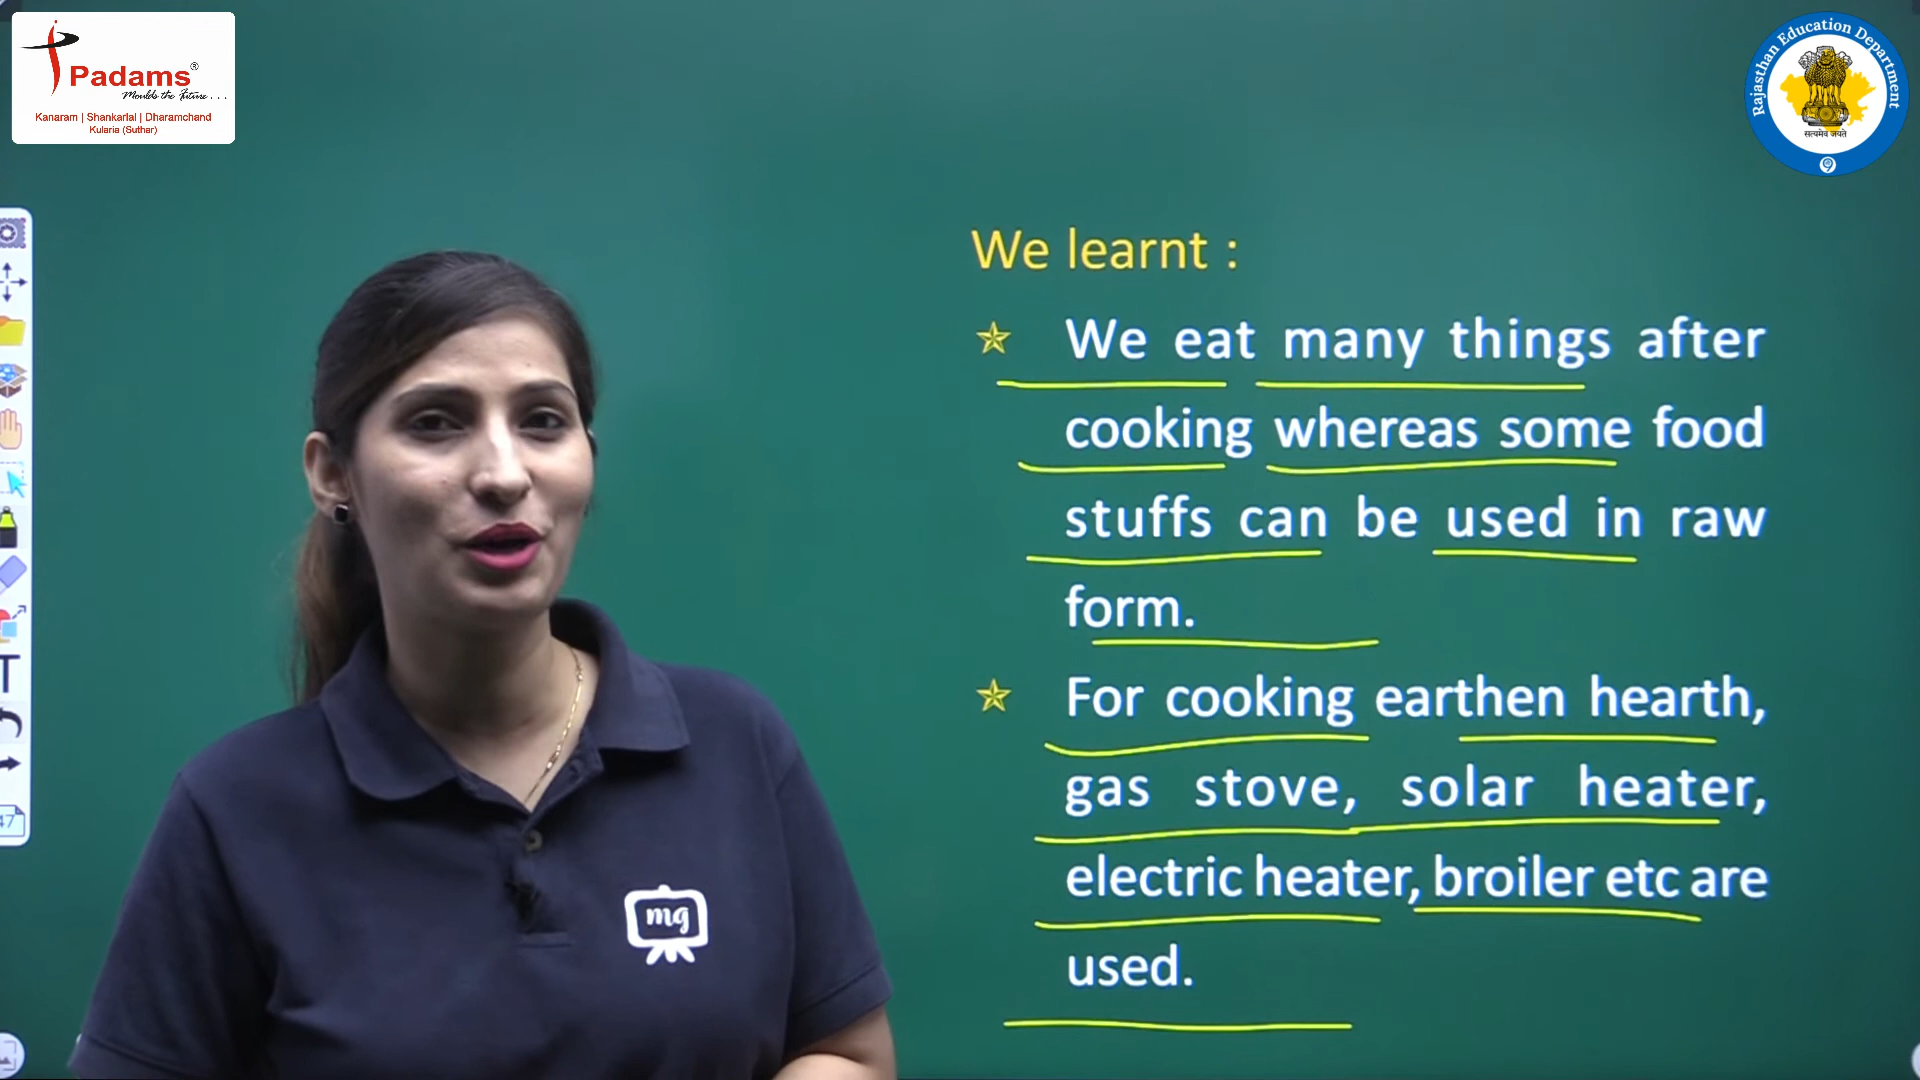 Padams®
Moulds the Future...
Kanaram | Shankarlal | Dharamchand
Kularia (Suthar)
Rajasthan Education Department
सत्यमेव जयते
We learnt :
We eat many things after
cooking whereas some food
stuffs can be used in raw
form.
For cooking earthen hearth,
gas stove, solar heater,
electric heater, broiler etc are
used.
mg
T
47